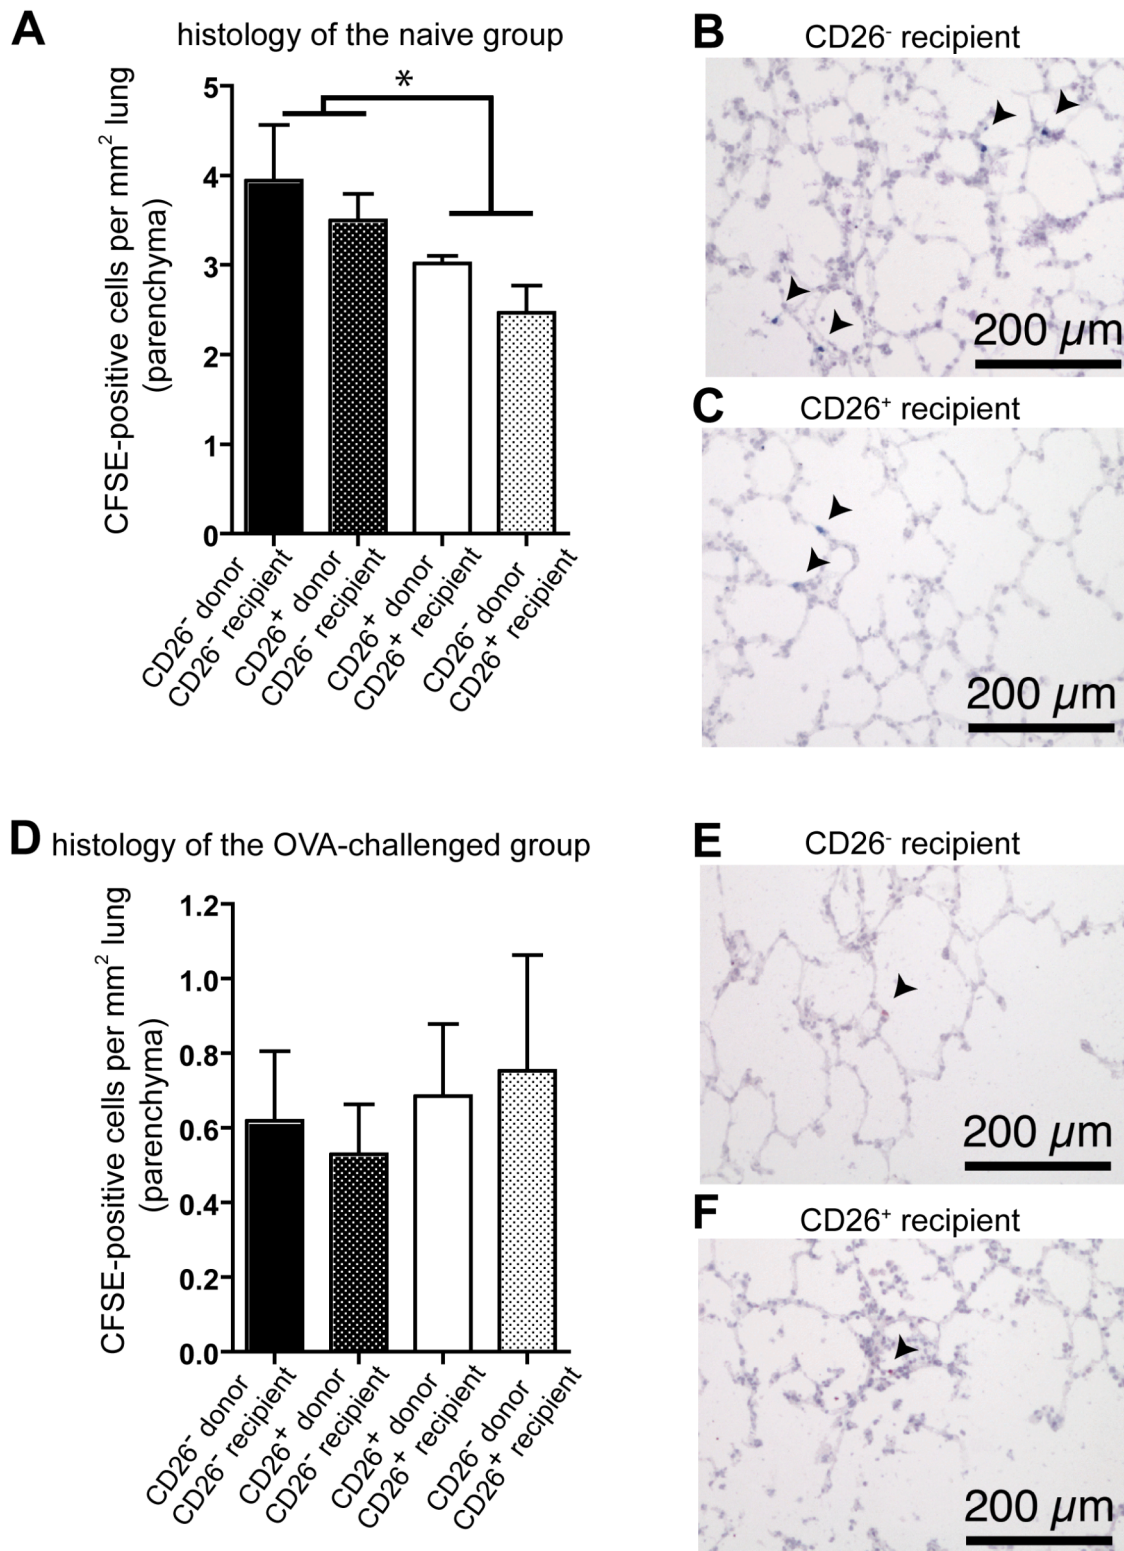 A
histology of the naive group
CFSE-positive cells per mm² lung
(parenchyma)
5
4
3
2
1
0
*
CD26⁻ donor
CD26⁻ recipient
CD26⁺ donor
CD26⁻ recipient
CD26⁺ donor
CD26⁺ recipient
CD26⁻ donor
CD26⁺ recipient
B
CD26⁻ recipient
200 µm
C
CD26⁺ recipient
200 µm
D
histology of the OVA-challenged group
CFSE-positive cells per mm² lung
(parenchyma)
1.2
1.0
0.8
0.6
0.4
0.2
0.0
CD26⁻ donor
CD26⁻ recipient
CD26⁺ donor
CD26⁻ recipient
CD26⁺ donor
CD26⁺ recipient
CD26⁻ donor
CD26⁺ recipient
E
CD26⁻ recipient
200 µm
F
CD26⁺ recipient
200 µm